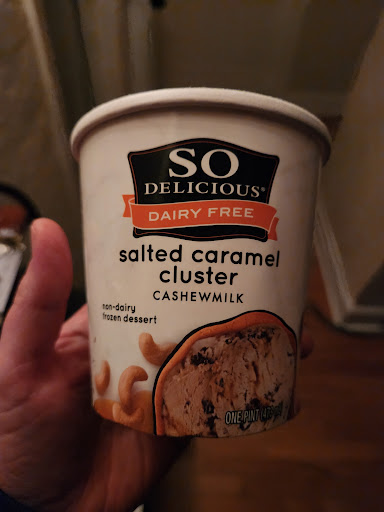 SO
DELICIOUS®
DAIRY FREE
salted caramel
cluster
CASHEWMILK
non-dairy
frozen dessert
ONE PINT